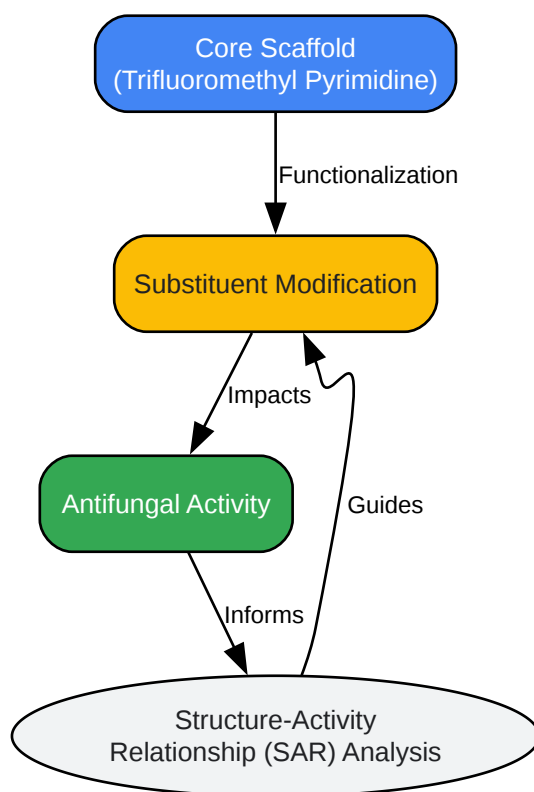 Core Scaffold
(Trifluoromethyl Pyrimidine)
Functionalization
Substituent Modification
Impacts
Antifungal Activity
Guides
Informs
Structure-Activity
Relationship (SAR) Analysis